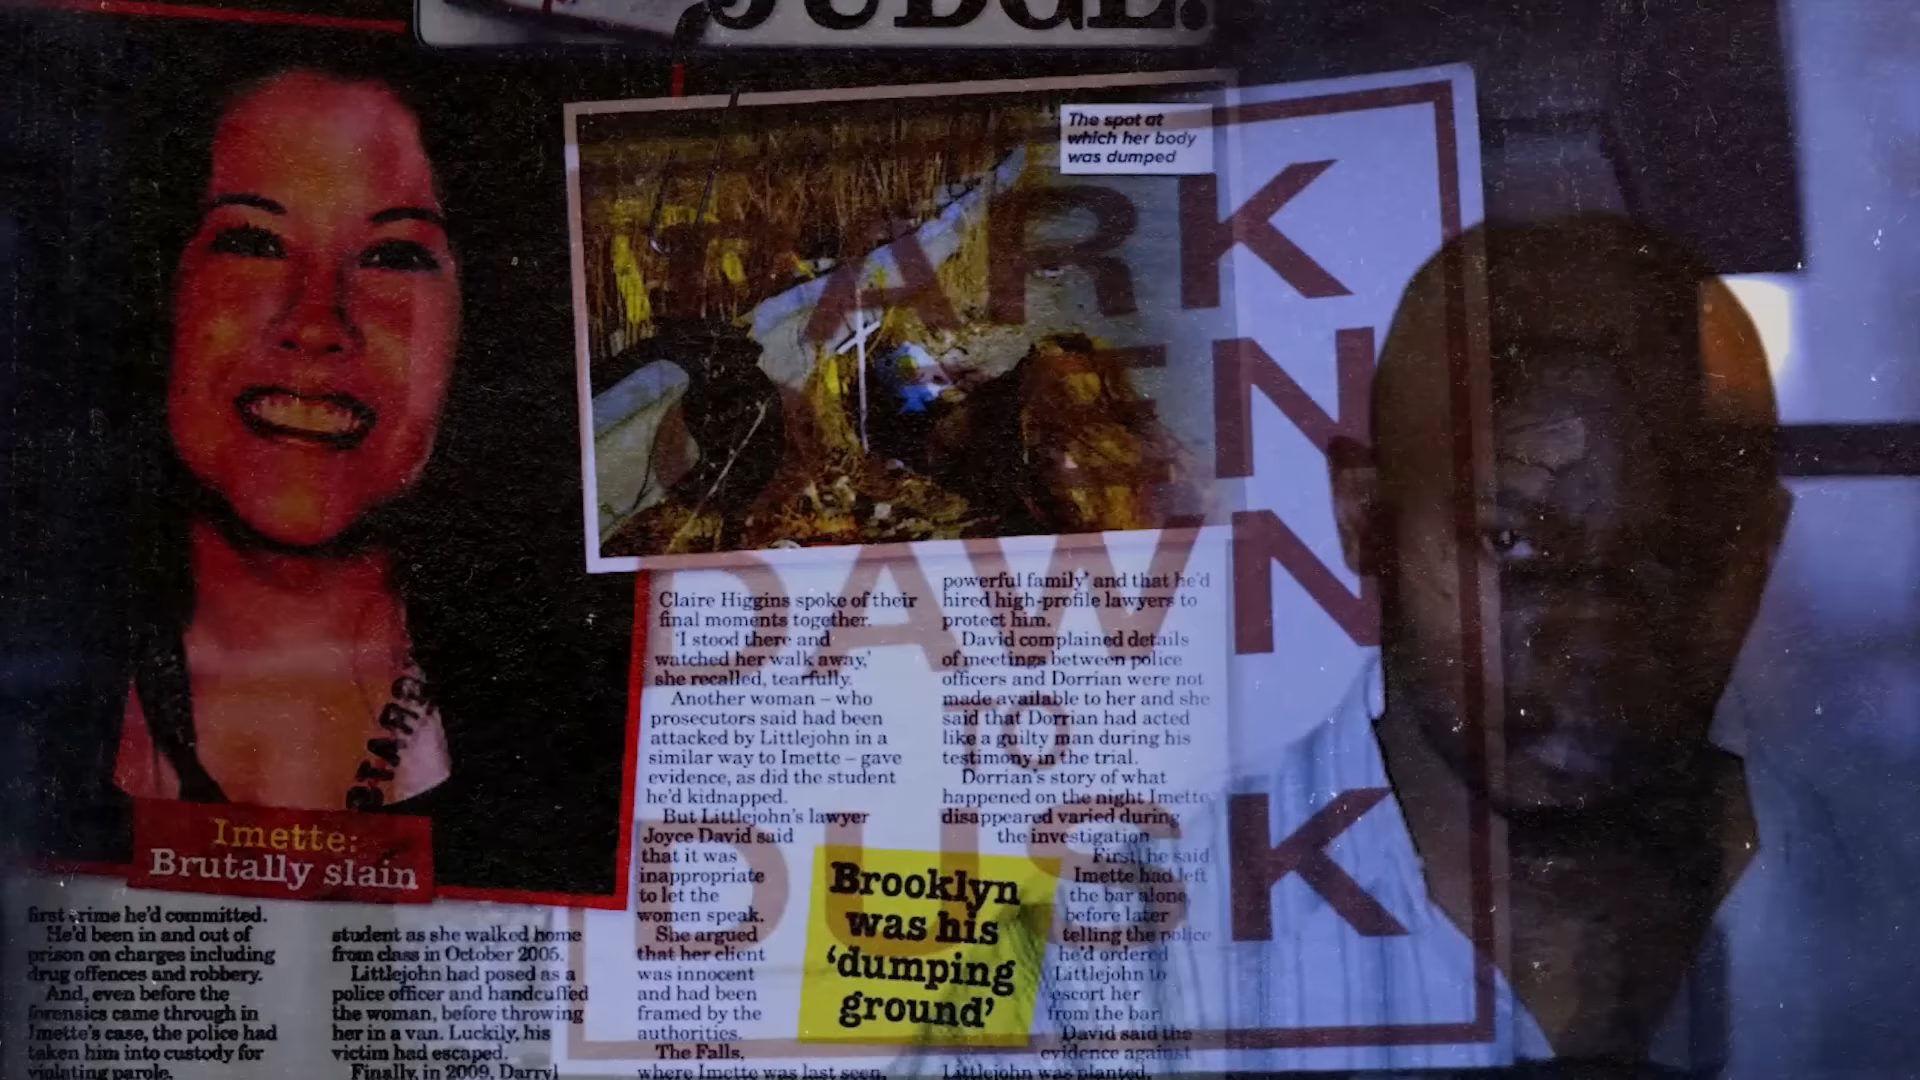 JUDGE.
The spot at
which her body
was dumped
DARK
EN
DAWN
TO
DUSK
STARG
Imette:
Brutally slain
first crime he'd committed.
He'd been in and out of
prison on charges including
drug offences and robbery.
And, even before the
forensics came through in
Imette's case, the police had
taken him into custody for
violating parole.
student as she walked home
from class in October 2005.
Littlejohn had posed as a
police officer and handcuffed
the woman, before throwing
her in a van. Luckily, his
victim had escaped.
Finally, in 2009, Darryl
Claire Higgins spoke of their
final moments together.
'I stood there and
watched her walk away,'
she recalled, tearfully.
Another woman – who
prosecutors said had been
attacked by Littlejohn in a
similar way to Imette – gave
evidence, as did the student
he'd kidnapped.
But Littlejohn's lawyer
Joyce David said
that it was
inappropriate
to let the
women speak.
She argued
that her client
was innocent
and had been
framed by the
authorities.
The Falls,
where Imette was last seen,
Brooklyn
was his
'dumping
ground'
powerful family' and that he'd
hired high-profile lawyers to
protect him.
David complained details
of meetings between police
officers and Dorrian were not
made available to her and she
said that Dorrian had acted
like a guilty man during his
testimony in the trial.
Dorrian's story of what
happened on the night Imette
disappeared varied during
the investigation.
First, he said
Imette had left
the bar alone,
before later
telling the police
he'd ordered
Littlejohn to
escort her
from the bar.
David said the
evidence against
Littlejohn was planted,